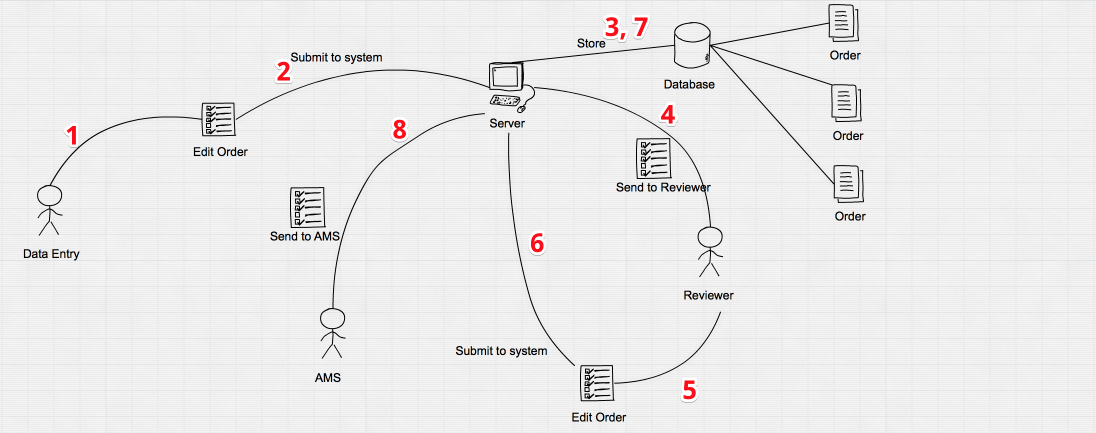 3, 7
Store
Order
Submit to system
2
Database
4
8
Server
Order
1
Edit Order
Send to Reviewer
Order
Send to AMS
6
Data Entry
Reviewer
Submit to system
AMS
5
Edit Order